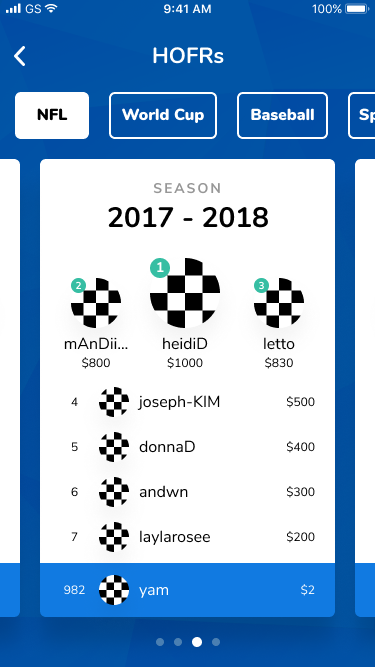 GS 9:41 AM 100%
HOFRs
NFL World Cup Baseball Sp
SEASON
2017 - 2018
2 1 3
mAnDii... heidiD letto
$800 $1000 $830
4 joseph-KIM $500
5 donnaD $400
6 andwn $300
7 laylarosee $200
982 yam $2